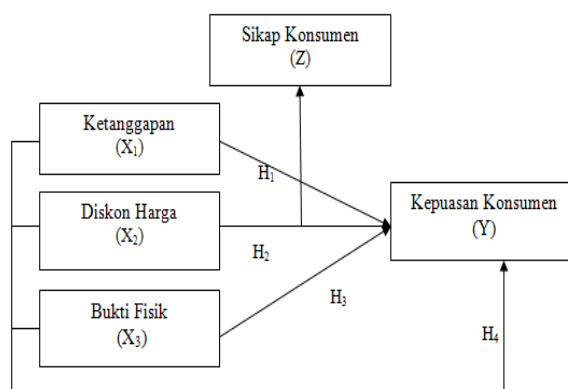 Sikap Konsumen
(Z)
Ketanggapan
(X₁)
H₁
Diskon Harga
(X₂)
Kepuasan Konsumen
(Y)
H₂
H₃
Bukti Fisik
(X₃)
H₄